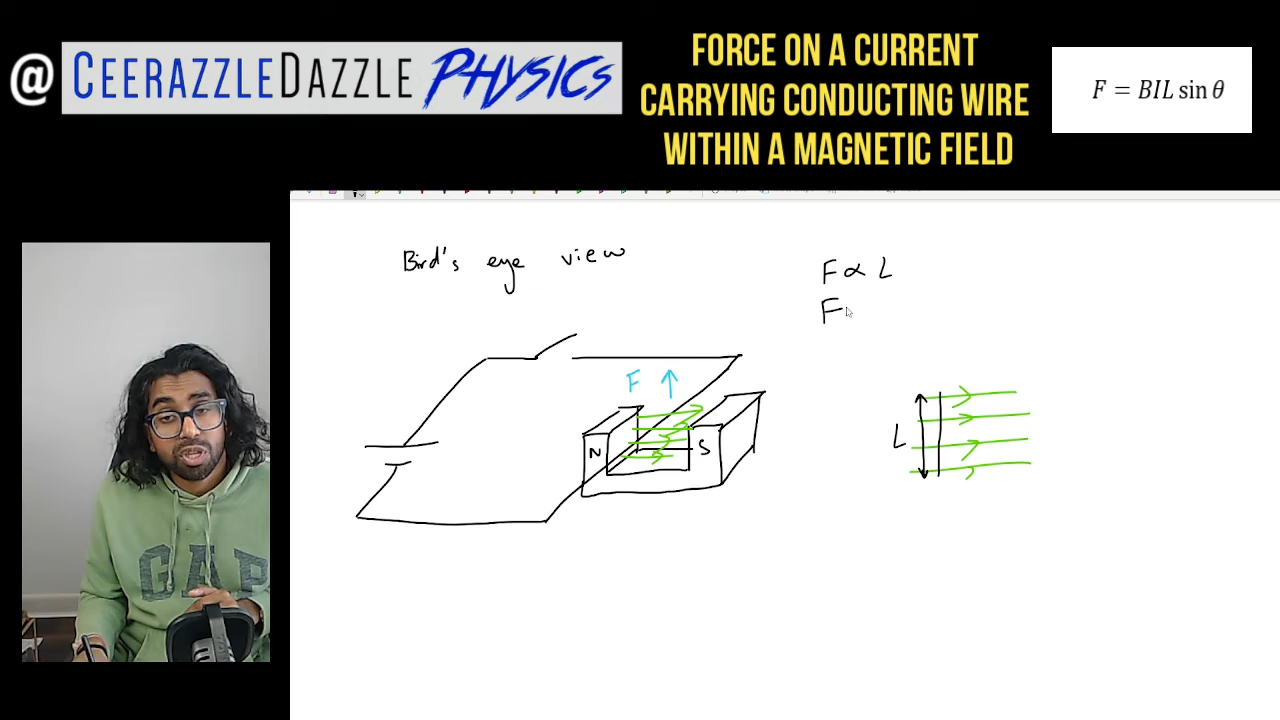 @ CEERAZZLEDAZZLE PHYSICS
FORCE ON A CURRENT
CARRYING CONDUCTING WIRE
WITHIN A MAGNETIC FIELD
F = BIL sin θ
Bird's eye view
F ∝ L
F
F
N
S
L
GAP